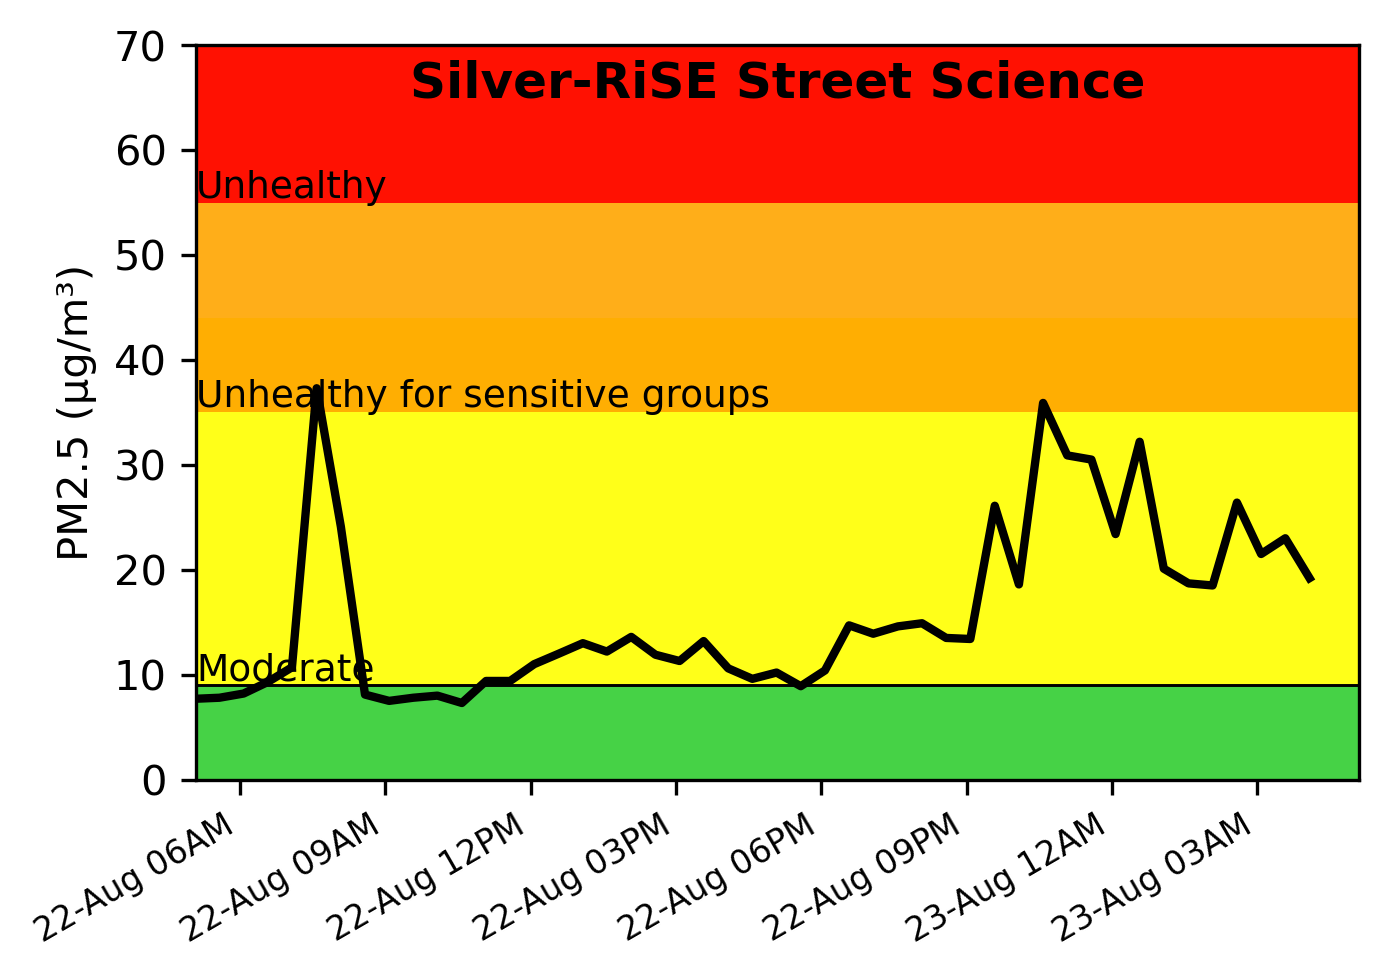 Silver-RiSE Street Science
70
60
Unhealthy
50
40
Unhealthy for sensitive groups
30
20
Moderate
10
0
PM2.5 (μg/m³)
22-Aug 06AM
22-Aug 09AM
22-Aug 12PM
22-Aug 03PM
22-Aug 06PM
22-Aug 09PM
23-Aug 12AM
23-Aug 03AM